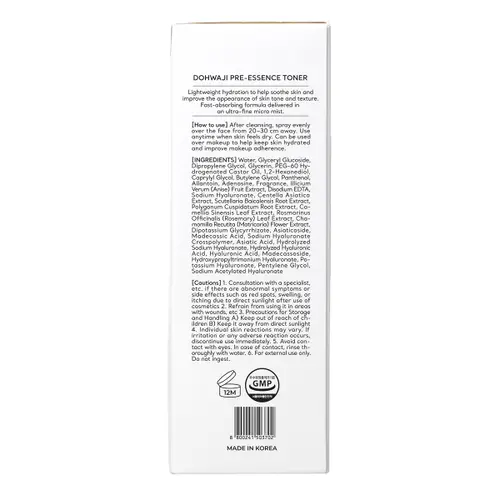 DOHWAJI PRE-ESSENCE TONER
Lightweight hydration to help soothe skin and
improve the appearance of skin tone and texture.
Fast-absorbing formula delivered in
an ultra-fine micro mist.
[How to use] After cleansing, spray evenly
over the face from 20-30 cm away. Use
anytime when skin feels dry. Can be used
over makeup to help keep skin hydrated
and improve makeup adherence.
[INGREDIENTS] Water, Glyceryl Glucoside,
Dipropylene Glycol, Glycerin, PEG-60 Hy-
drogenated Castor Oil, 1,2-Hexanediol,
Caprylyl Glycol, Butylene Glycol, Panthenol,
Allantoin, Adenosine, Fragrance, Illicium
Verum (Anise) Fruit Extract, Disodium EDTA,
Sodium Hyaluronate, Centella Asiatica
Extract, Scutellaria Baicalensis Root Extract,
Polygonum Cuspidatum Root Extract, Ca-
mellia Sinensis Leaf Extract, Rosmarinus
Officinalis (Rosemary) Leaf Extract, Cha-
momilla Recutita (Matricaria) Flower Extract,
Dipotassium Glycyrrhizate, Asiaticoside,
Madecassic Acid, Sodium Hyaluronate
Crosspolymer, Asiatic Acid, Hydrolyzed
Sodium Hyaluronate, Hydrolyzed Hyaluronic
Acid, Hyaluronic Acid, Madecassoside,
Hydroxypropyltrimonium Hyaluronate, Po-
tassium Hyaluronate, Pentylene Glycol,
Sodium Acetylated Hyaluronate
[Cautions] 1. Consultation with a specialist,
etc. if there are abnormal symptoms or
side effects such as red spots, swelling, or
itching due to direct sunlight after use of
cosmetics 2. Refrain from using it in areas
with wounds, etc 3. Precautions for Storage
and Handling A) Keep out of reach of ch-
ildren B) Keep it away from direct sunlight
4. Individual skin reactions may vary. If
irritation or any adverse reaction occurs,
discontinue use immediately. 5. Avoid con-
tact with eyes. In case of contact, rinse th-
oroughly with water. 6. For external use only.
Do not ingest.
12M
GMP
8 800241 503702
MADE IN KOREA